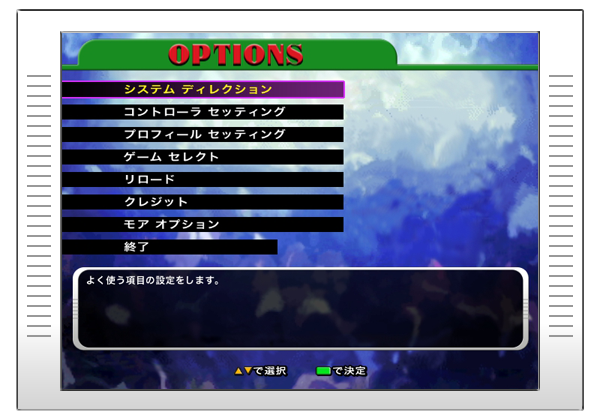 OPTIONS
システム ディレクション
コントローラ セッティング
プロフィール セッティング
ゲーム セレクト
リロード
クレジット
モア オプション
終了
よく使う項目の設定をします。
▲▼で選択 で決定